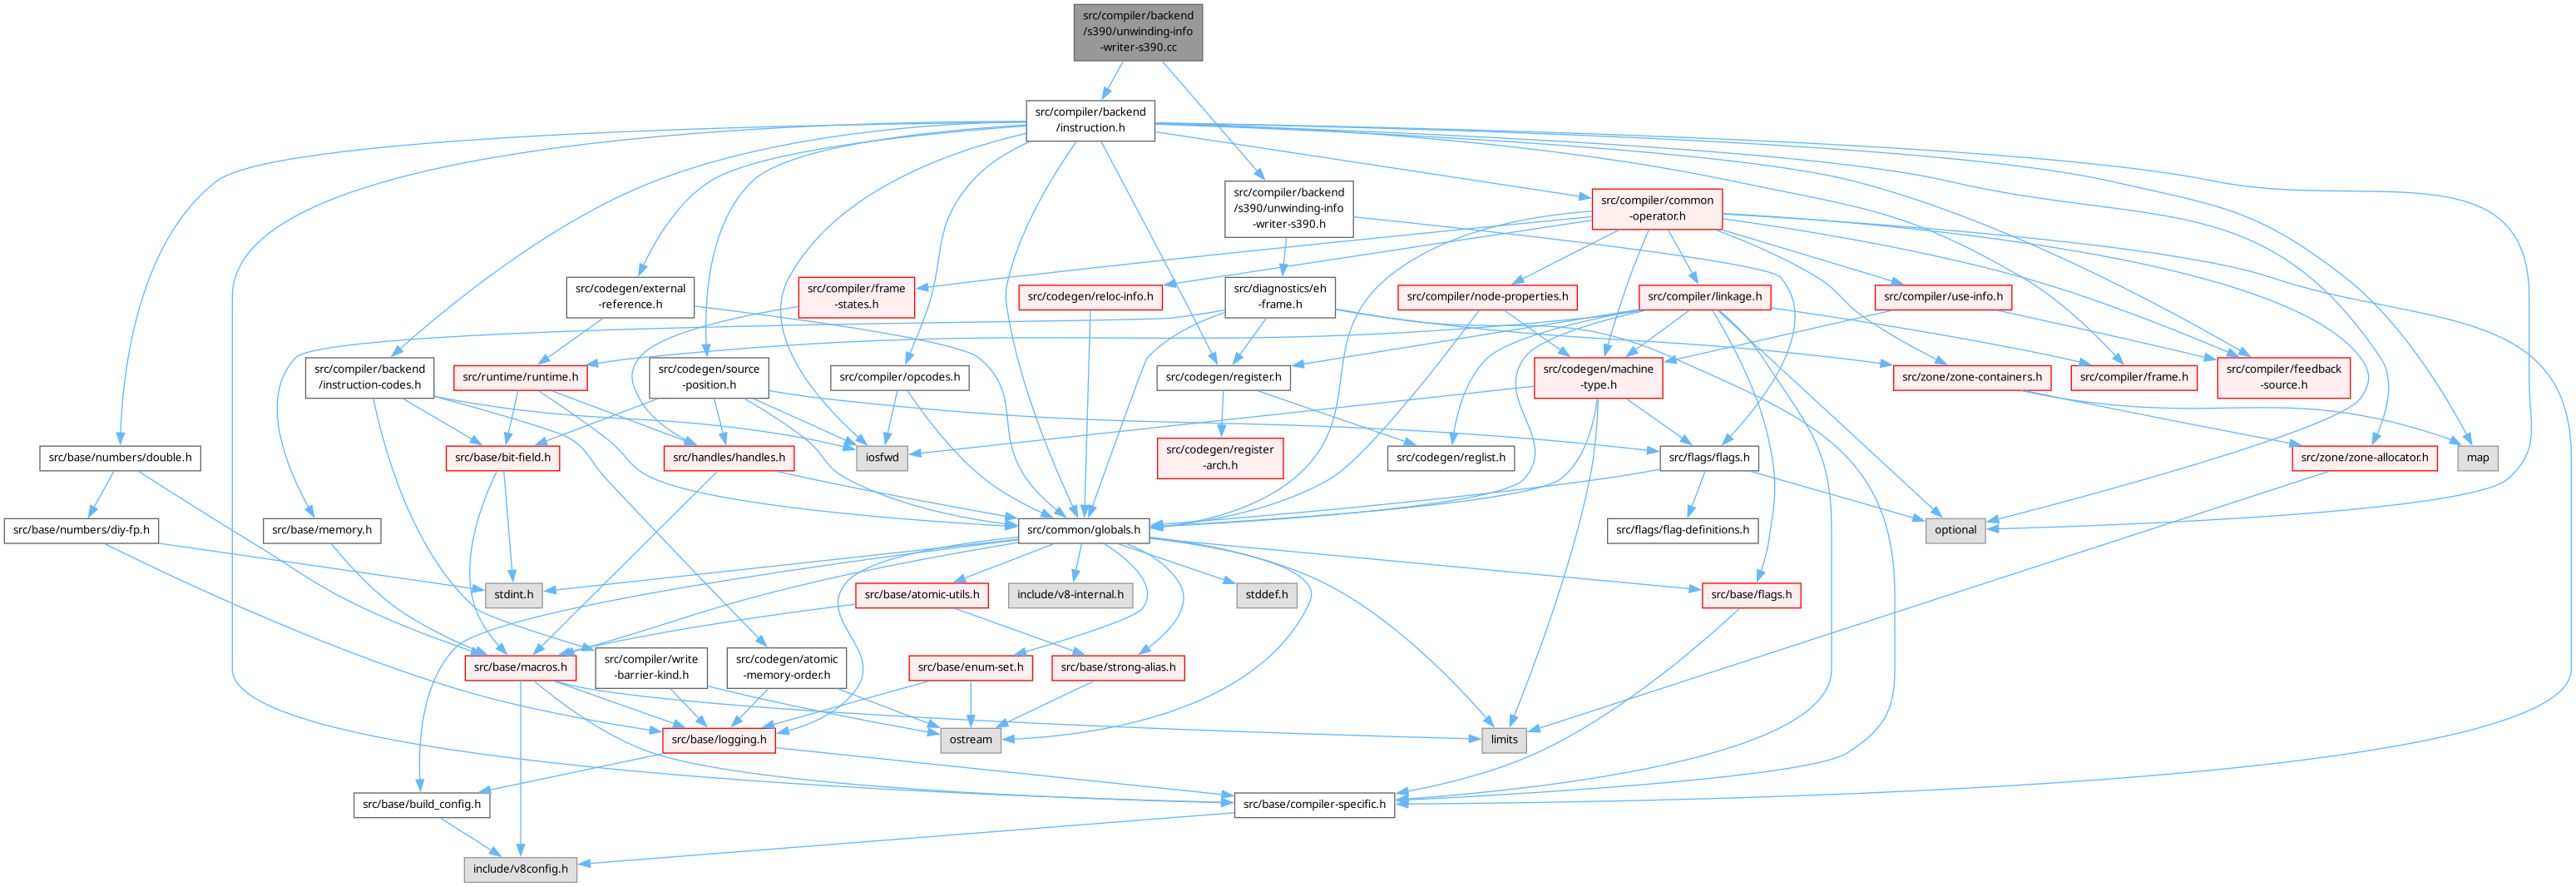 src/compiler/backend
/s390/unwinding-info
-writer-s390.cc
src/compiler/backend
/instruction.h
src/compiler/backend
/s390/unwinding-info
-writer-s390.h
src/compiler/common
-operator.h
src/codegen/external
-reference.h
src/compiler/frame
-states.h
src/codegen/reloc-info.h
src/diagnostics/eh
-frame.h
src/compiler/node-properties.h
src/compiler/linkage.h
src/compiler/use-info.h
src/compiler/backend
/instruction-codes.h
src/runtime/runtime.h
src/codegen/source
-position.h
src/compiler/opcodes.h
src/codegen/register.h
src/codegen/machine
-type.h
src/zone/zone-containers.h
src/compiler/frame.h
src/compiler/feedback
-source.h
src/base/numbers/double.h
src/base/bit-field.h
src/handles/handles.h
iosfwd
src/codegen/register
-arch.h
src/codegen/reglist.h
src/flags/flags.h
src/zone/zone-allocator.h
map
src/base/numbers/diy-fp.h
src/base/memory.h
src/common/globals.h
src/flags/flag-definitions.h
optional
stdint.h
src/base/atomic-utils.h
include/v8-internal.h
stddef.h
src/base/flags.h
src/base/macros.h
src/compiler/write
-barrier-kind.h
src/codegen/atomic
-memory-order.h
src/base/enum-set.h
src/base/strong-alias.h
src/base/logging.h
ostream
limits
src/base/build_config.h
src/base/compiler-specific.h
include/v8config.h